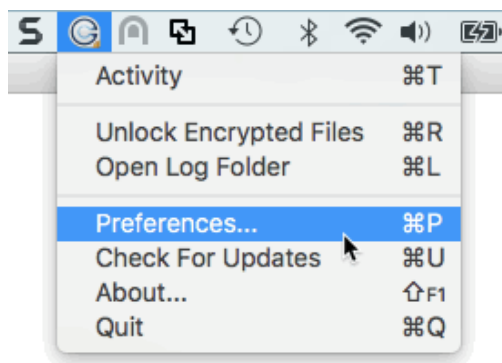 S
Activity ⌘T
Unlock Encrypted Files ⌘R
Open Log Folder ⌘L
Preferences... ⌘P
Check For Updates ⌘U
About... ⇧F1
Quit ⌘Q